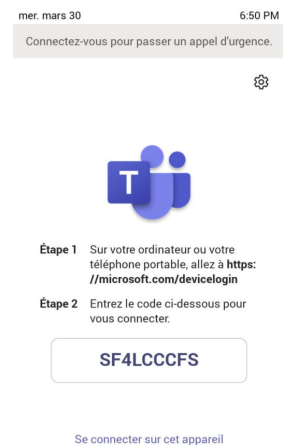 mer. mars 30 6:50 PM
Connectez-vous pour passer un appel d'urgence.
T
Étape 1 Sur votre ordinateur ou votre
téléphone portable, allez à https:
//microsoft.com/devicelogin
Étape 2 Entrez le code ci-dessous pour
vous connecter.
SF4LCCCFS
Se connecter sur cet appareil